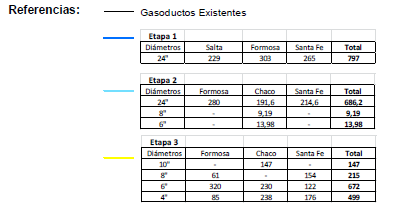 Referencias:
Gasoductos Existentes
Etapa 1
Diámetros Salta Formosa Santa Fe Total
24" 229 303 265 797
Etapa 2
Diámetros Formosa Chaco Santa Fe Total
24" 280 191,6 214,6 686,2
8" - 9,19 - 9,19
6" - 13,98 - 13,98
Etapa 3
Diámetros Formosa Chaco Santa Fe Total
10" - 147 - 147
8" 61 - 154 215
6" 320 230 122 672
4" 85 238 176 499